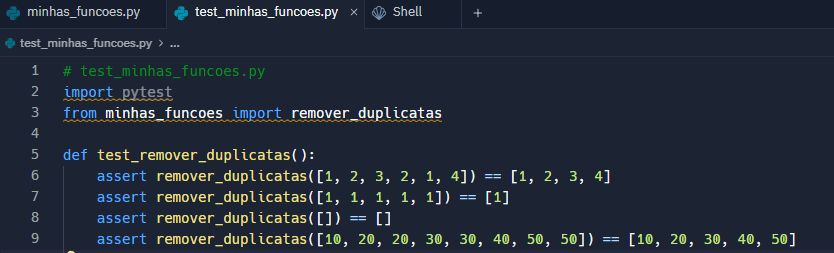 minhas_funcoes.py test_minhas_funcoes.py × Shell +
test_minhas_funcoes.py > ...
1 # test_minhas_funcoes.py
2 import pytest
3 from minhas_funcoes import remover_duplicatas
4
5 def test_remover_duplicatas():
6     assert remover_duplicatas([1, 2, 3, 2, 1, 4]) == [1, 2, 3, 4]
7     assert remover_duplicatas([1, 1, 1, 1, 1]) == [1]
8     assert remover_duplicatas([]) == []
9     assert remover_duplicatas([10, 20, 20, 30, 30, 40, 50, 50]) == [10, 20, 30, 40, 50]